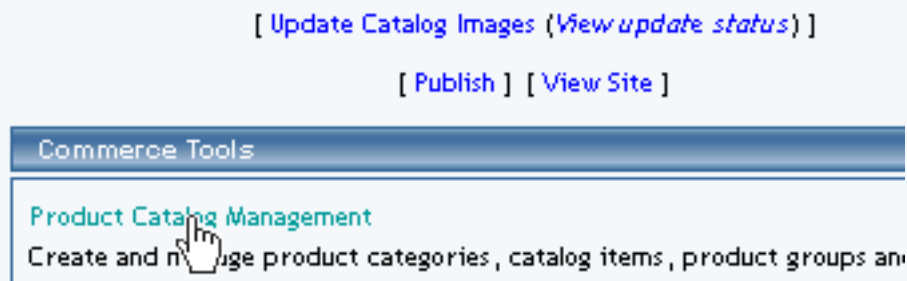 [ Update Catalog Images (View update status) ]
[ Publish ] [ View Site ]
Commerce Tools
Product Catalog Management
Create and manage product categories, catalog items, product groups